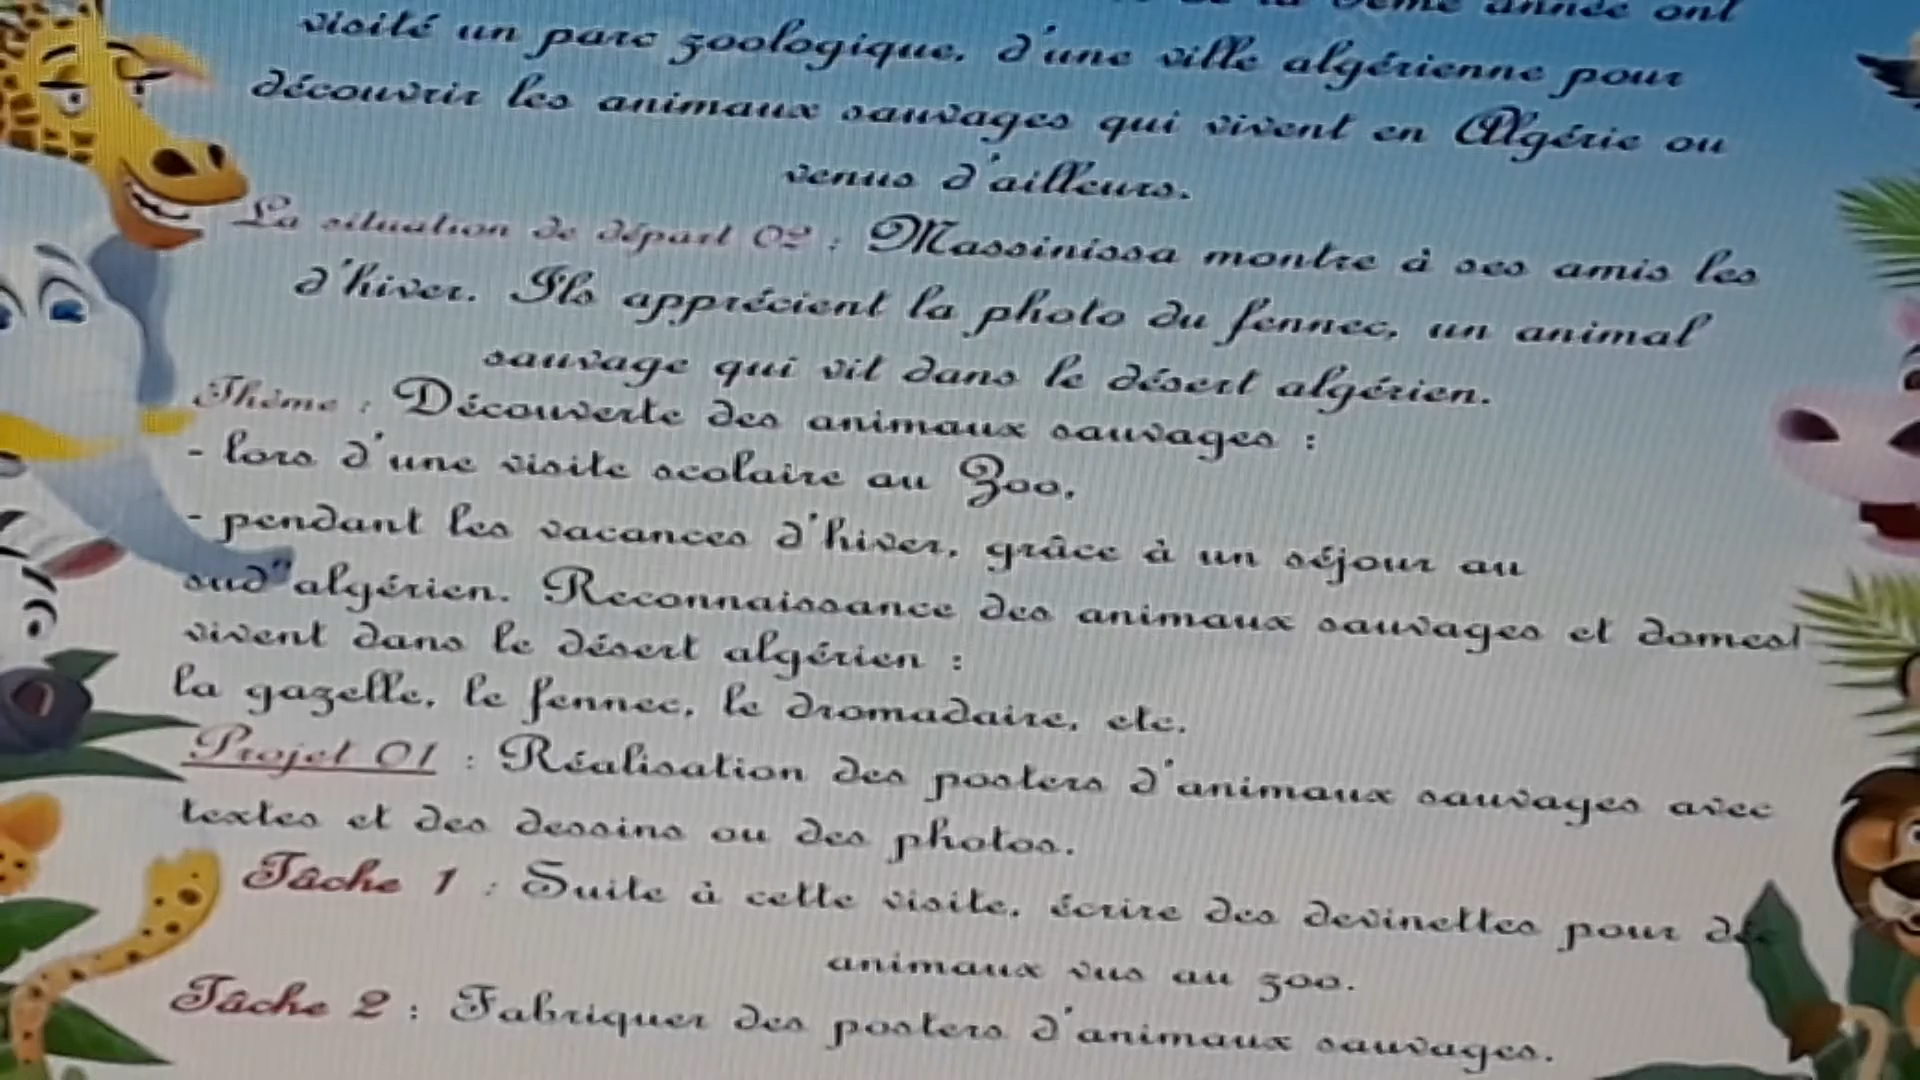 année ont
visité un parc zoologique, d'une ville algérienne pour
découvrir les animaux sauvages qui vivent en Algérie ou
venus d'ailleurs.
La situation de départ 02 : Massinissa montre à ses amis les
d'hiver. Ils apprécient la photo du fennec, un animal
sauvage qui vit dans le désert algérien.
Thème : Découverte des animaux sauvages :
- lors d'une visite scolaire au Zoo.
- pendant les vacances d'hiver, grâce à un séjour au
sud algérien. Reconnaissance des animaux sauvages et domest
vivent dans le désert algérien :
la gazelle, le fennec, le dromadaire, etc.
Projet 01 : Réalisation des posters d'animaux sauvages avec
textes et des dessins ou des photos.
Tâche 1 : Suite à cette visite, écrire des devinettes pour
animaux vus au zoo.
Tâche 2 : Fabriquer des posters d'animaux sauvages.